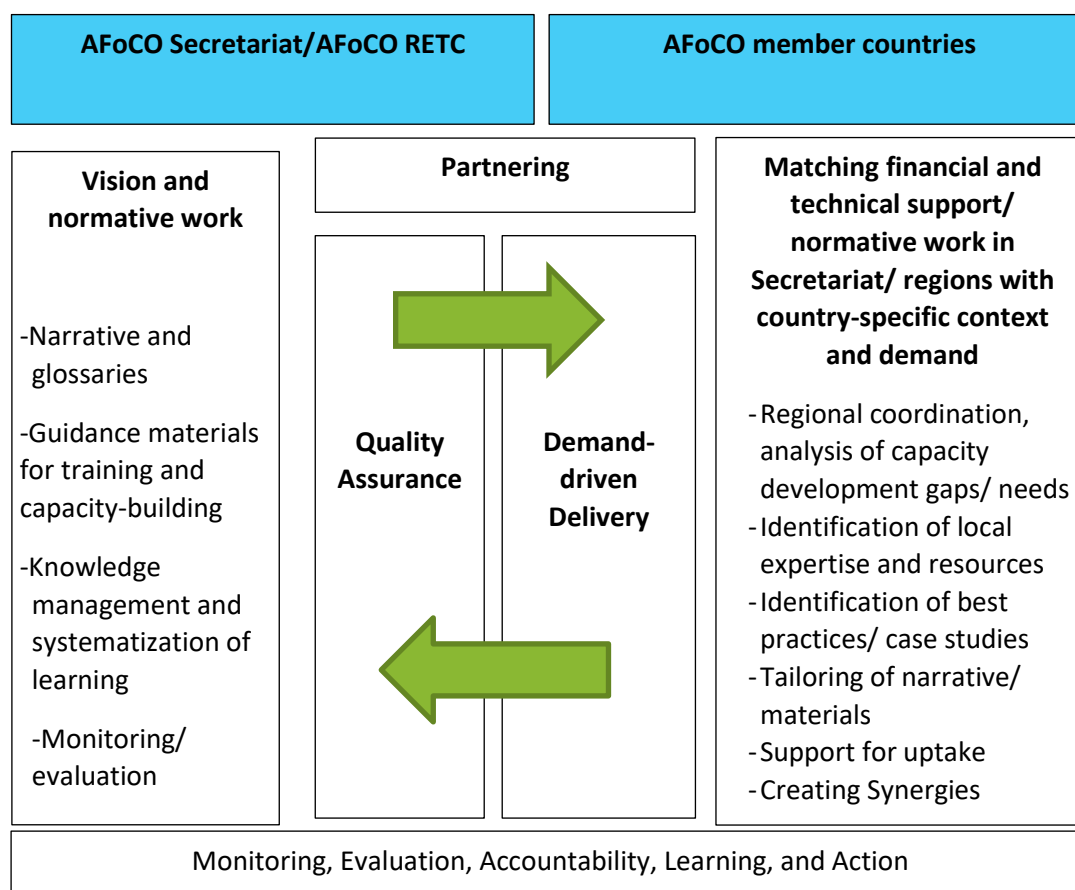 AFoCO Secretariat/AFoCO RETC
AFoCO member countries
Vision and
normative work
-Narrative and
glossaries
-Guidance materials
for training and
capacity-building
-Knowledge
management and
systematization of
learning
-Monitoring/
evaluation
Partnering
Quality
Assurance
Demand-
driven
Delivery
Matching financial and
technical support/
normative work in
Secretariat/ regions with
country-specific context
and demand
-Regional coordination,
analysis of capacity
development gaps/ needs
-Identification of local
expertise and resources
-Identification of best
practices/ case studies
-Tailoring of narrative/
materials
-Support for uptake
-Creating Synergies
Monitoring, Evaluation, Accountability, Learning, and Action